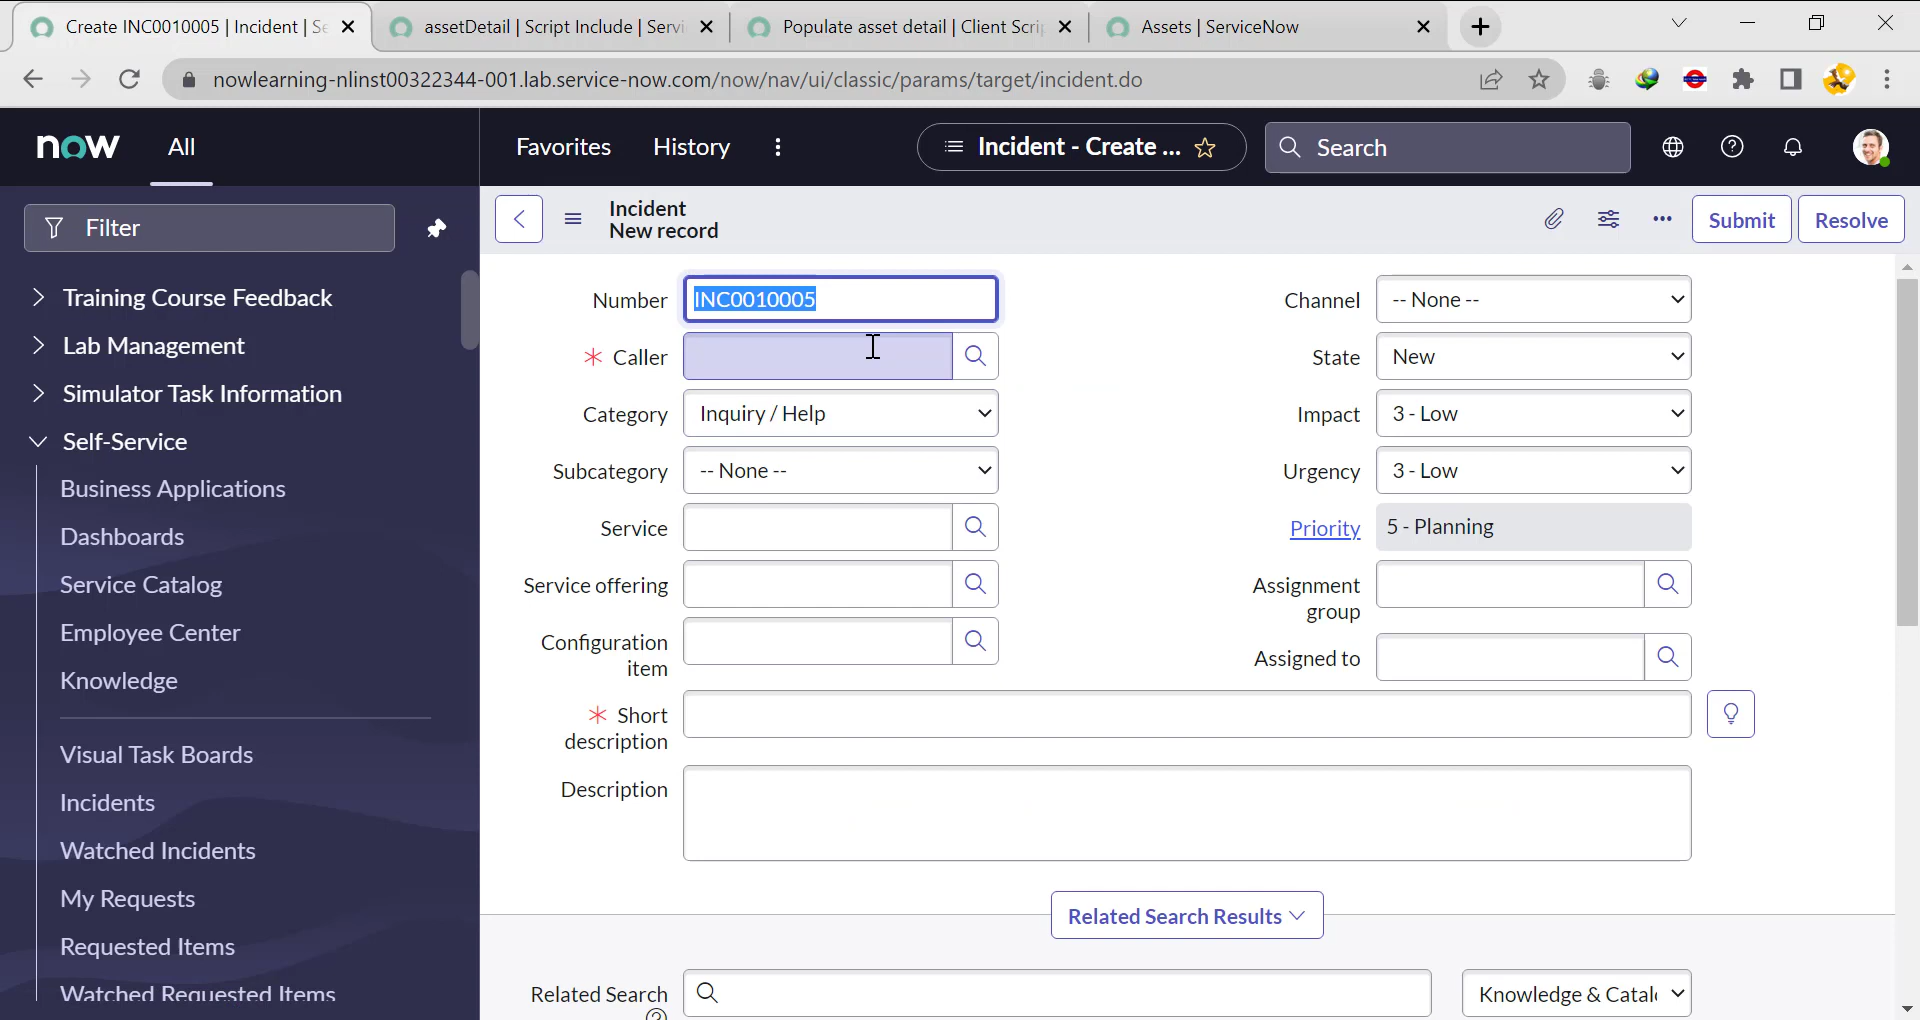 Create INC0010005 | Incident | Se
assetDetail | Script Include | Servi
Populate asset detail | Client Scri
Assets | ServiceNow
nowlearning-nlinst00322344-001.lab.service-now.com/now/nav/ui/classic/params/target/incident.do
now
All
Favorites
History
Incident - Create ...
Search
Filter
Training Course Feedback
Lab Management
Simulator Task Information
Self-Service
Business Applications
Dashboards
Service Catalog
Employee Center
Knowledge
Visual Task Boards
Incidents
Watched Incidents
My Requests
Requested Items
Watched Requested Items
Incident
New record
Submit
Resolve
Number
INC0010005
Caller
Category
Inquiry / Help
Subcategory
-- None --
Service
Service offering
Configuration
item
Channel
-- None --
State
New
Impact
3 - Low
Urgency
3 - Low
Priority
5 - Planning
Assignment
group
Assigned to
Short
description
Description
Related Search Results
Related Search
Knowledge & Catal